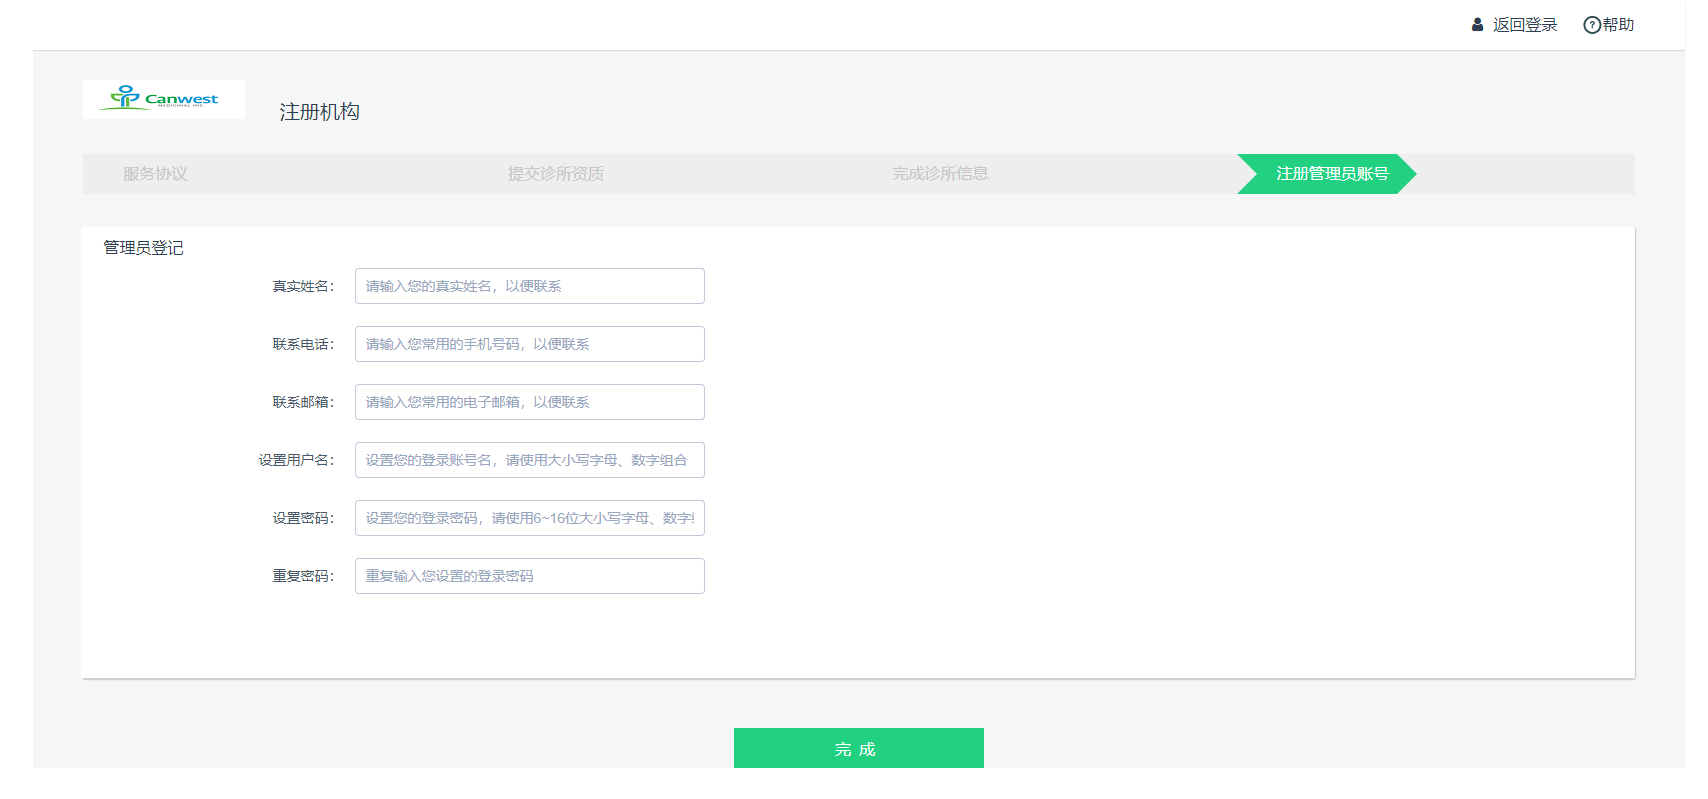 返回登录 帮助
Canwest
MEDICINAL INC.
注册机构
服务协议 提交诊所资质 完成诊所信息 注册管理员账号
管理员登记
真实姓名： 请输入您的真实姓名，以便联系
联系电话： 请输入您常用的手机号码，以便联系
联系邮箱： 请输入您常用的电子邮箱，以便联系
设置用户名： 设置您的登录账号名，请使用大小写字母、数字组合
设置密码： 设置您的登录密码，请使用6~16位大小写字母、数字
重复密码： 重复输入您设置的登录密码
完 成